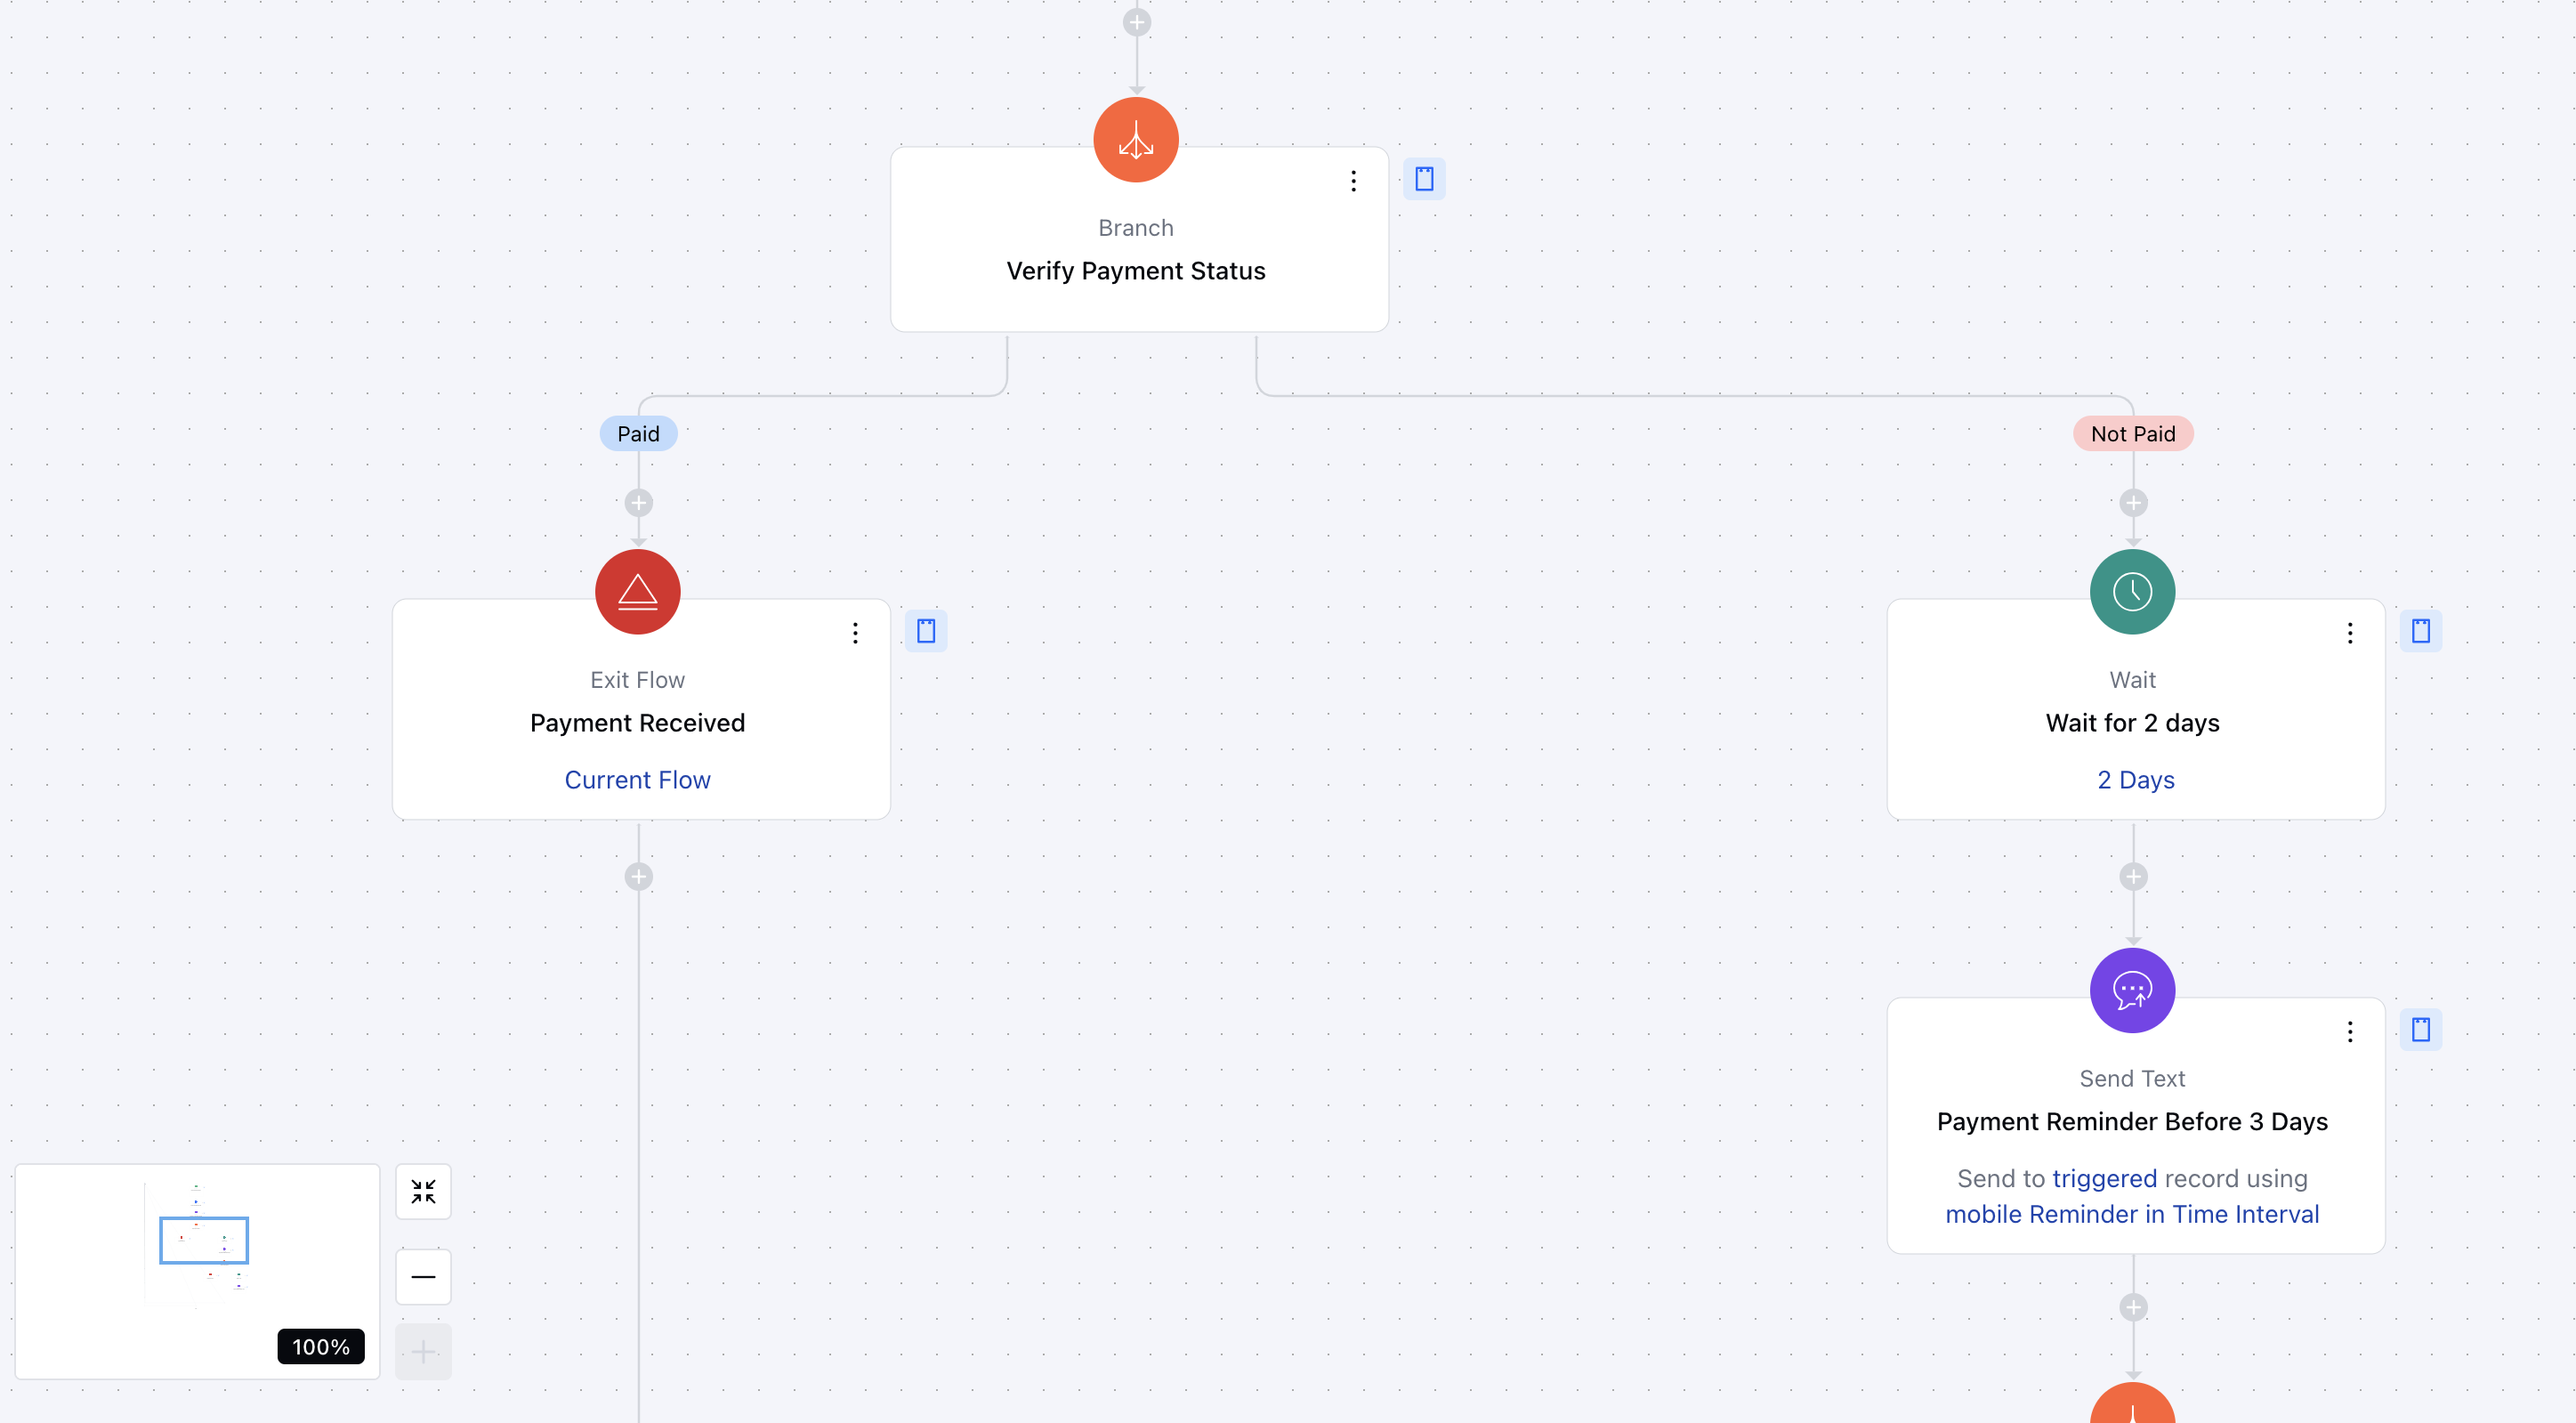 Branch
Verify Payment Status
Paid
Not Paid
Exit Flow
Payment Received
Current Flow
Wait
Wait for 2 days
2 Days
Send Text
Payment Reminder Before 3 Days
Send to triggered record using
mobile Reminder in Time Interval
100%